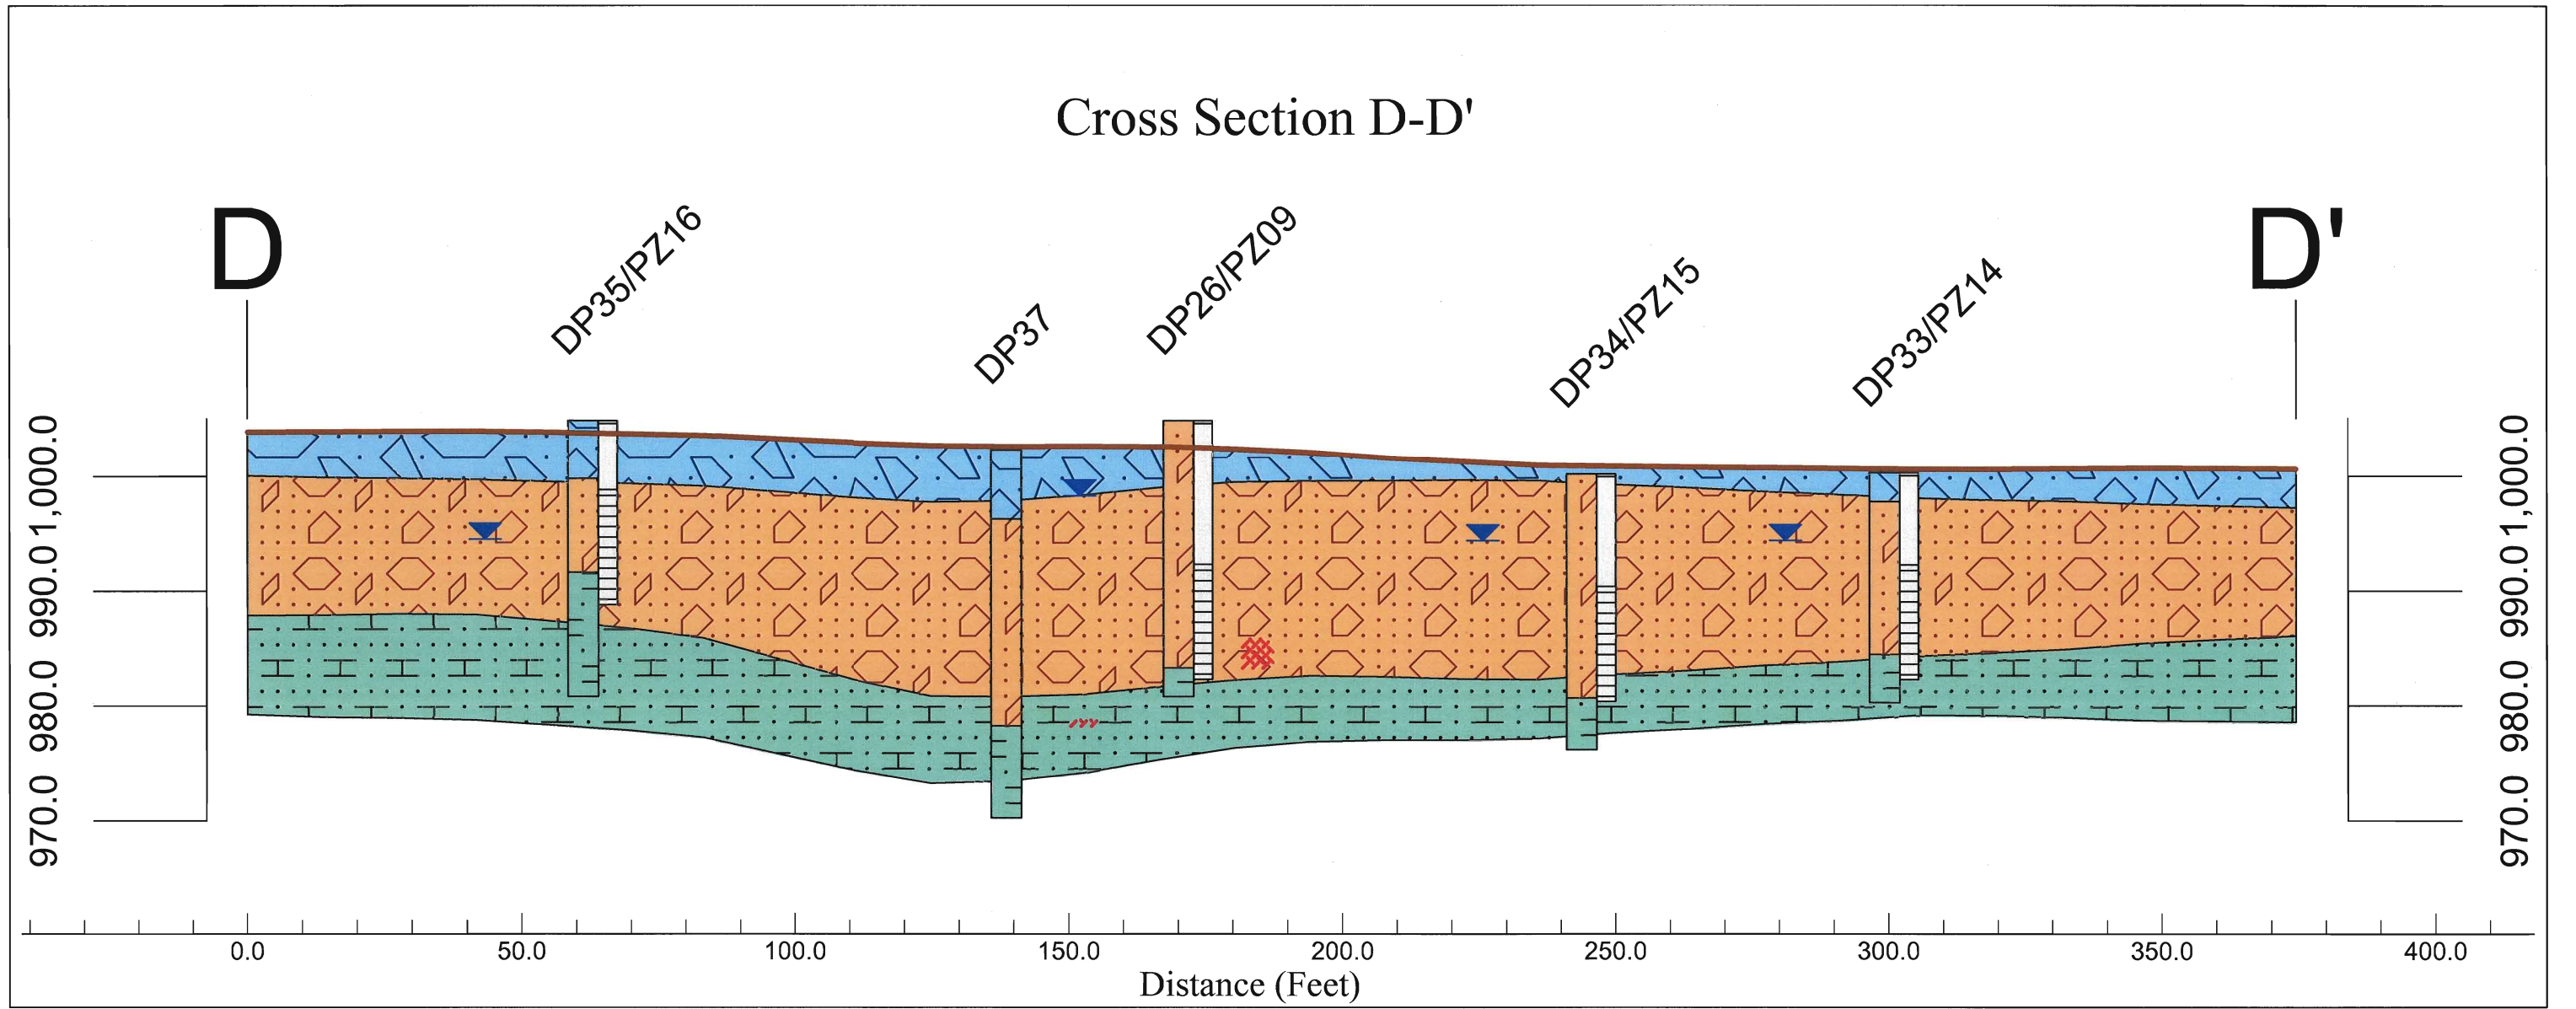 Cross Section D-D'
D
D'
DP35/PZ16
DP37
DP26/PZ09
DP34/PZ15
DP33/PZ14
1,000.0
990.0
980.0
970.0
1,000.0
990.0
980.0
970.0
0.0 50.0 100.0 150.0 200.0 250.0 300.0 350.0 400.0
Distance (Feet)